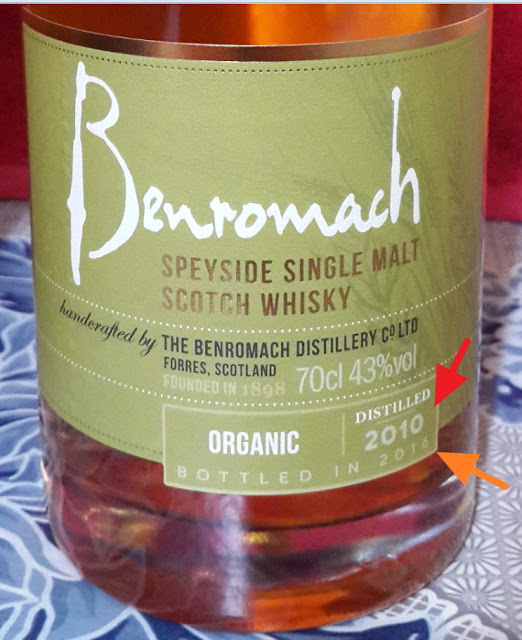 Benromach
SPEYSIDE SINGLE MALT
SCOTCH WHISKY
handcrafted by THE BENROMACH DISTILLERY Cº LTD
FORRES, SCOTLAND
FOUNDED IN 1898 70cl 43%vol
ORGANIC
DISTILLED
2010
BOTTLED IN 2016